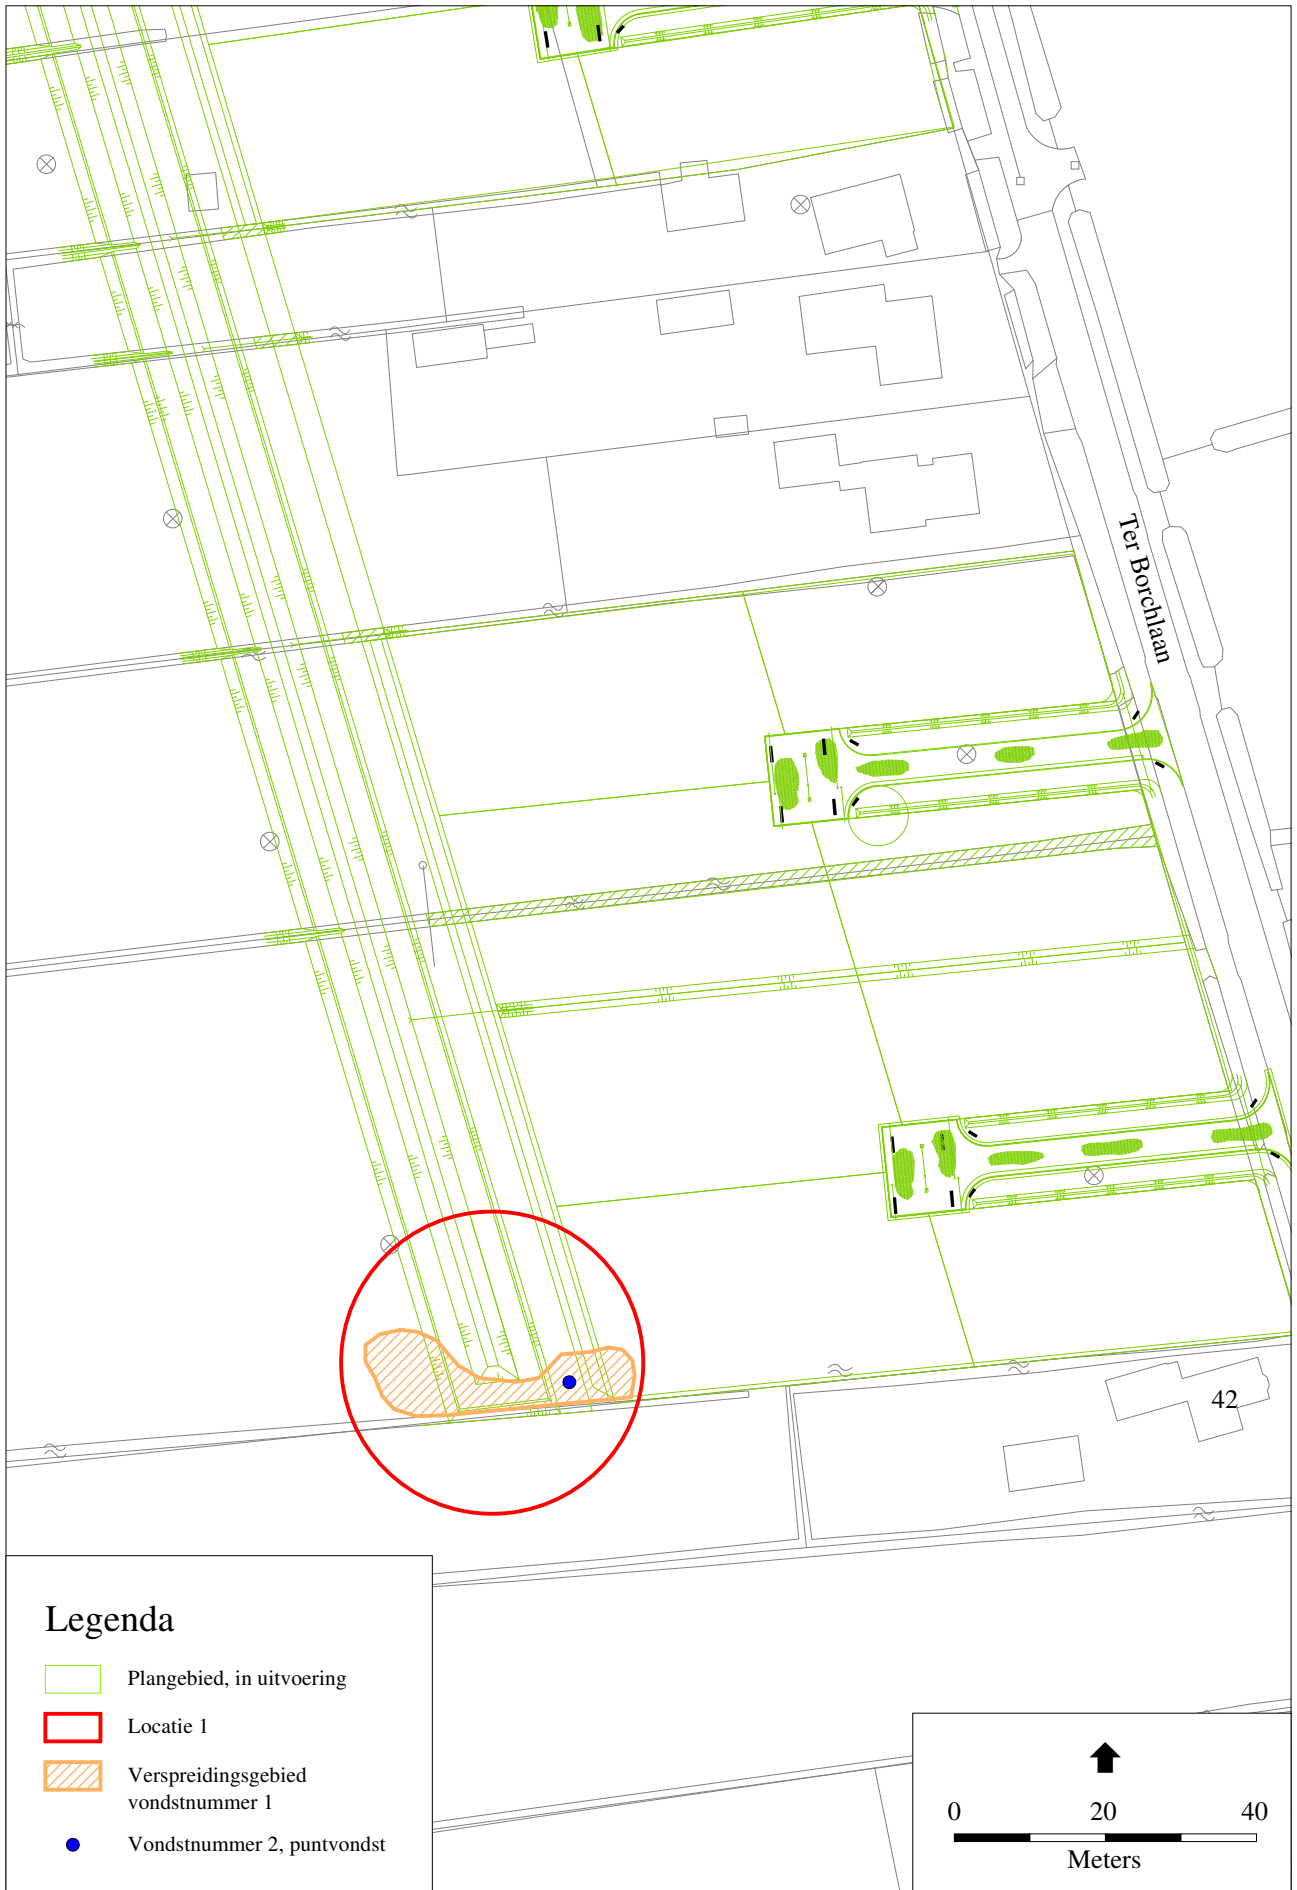 Ter Borchlaan
42
Legenda
Plangebied, in uitvoering
Locatie 1
Verspreidingsgebied
vondstnummer 1
Vondstnummer 2, puntvondst
0 20 40
Meters